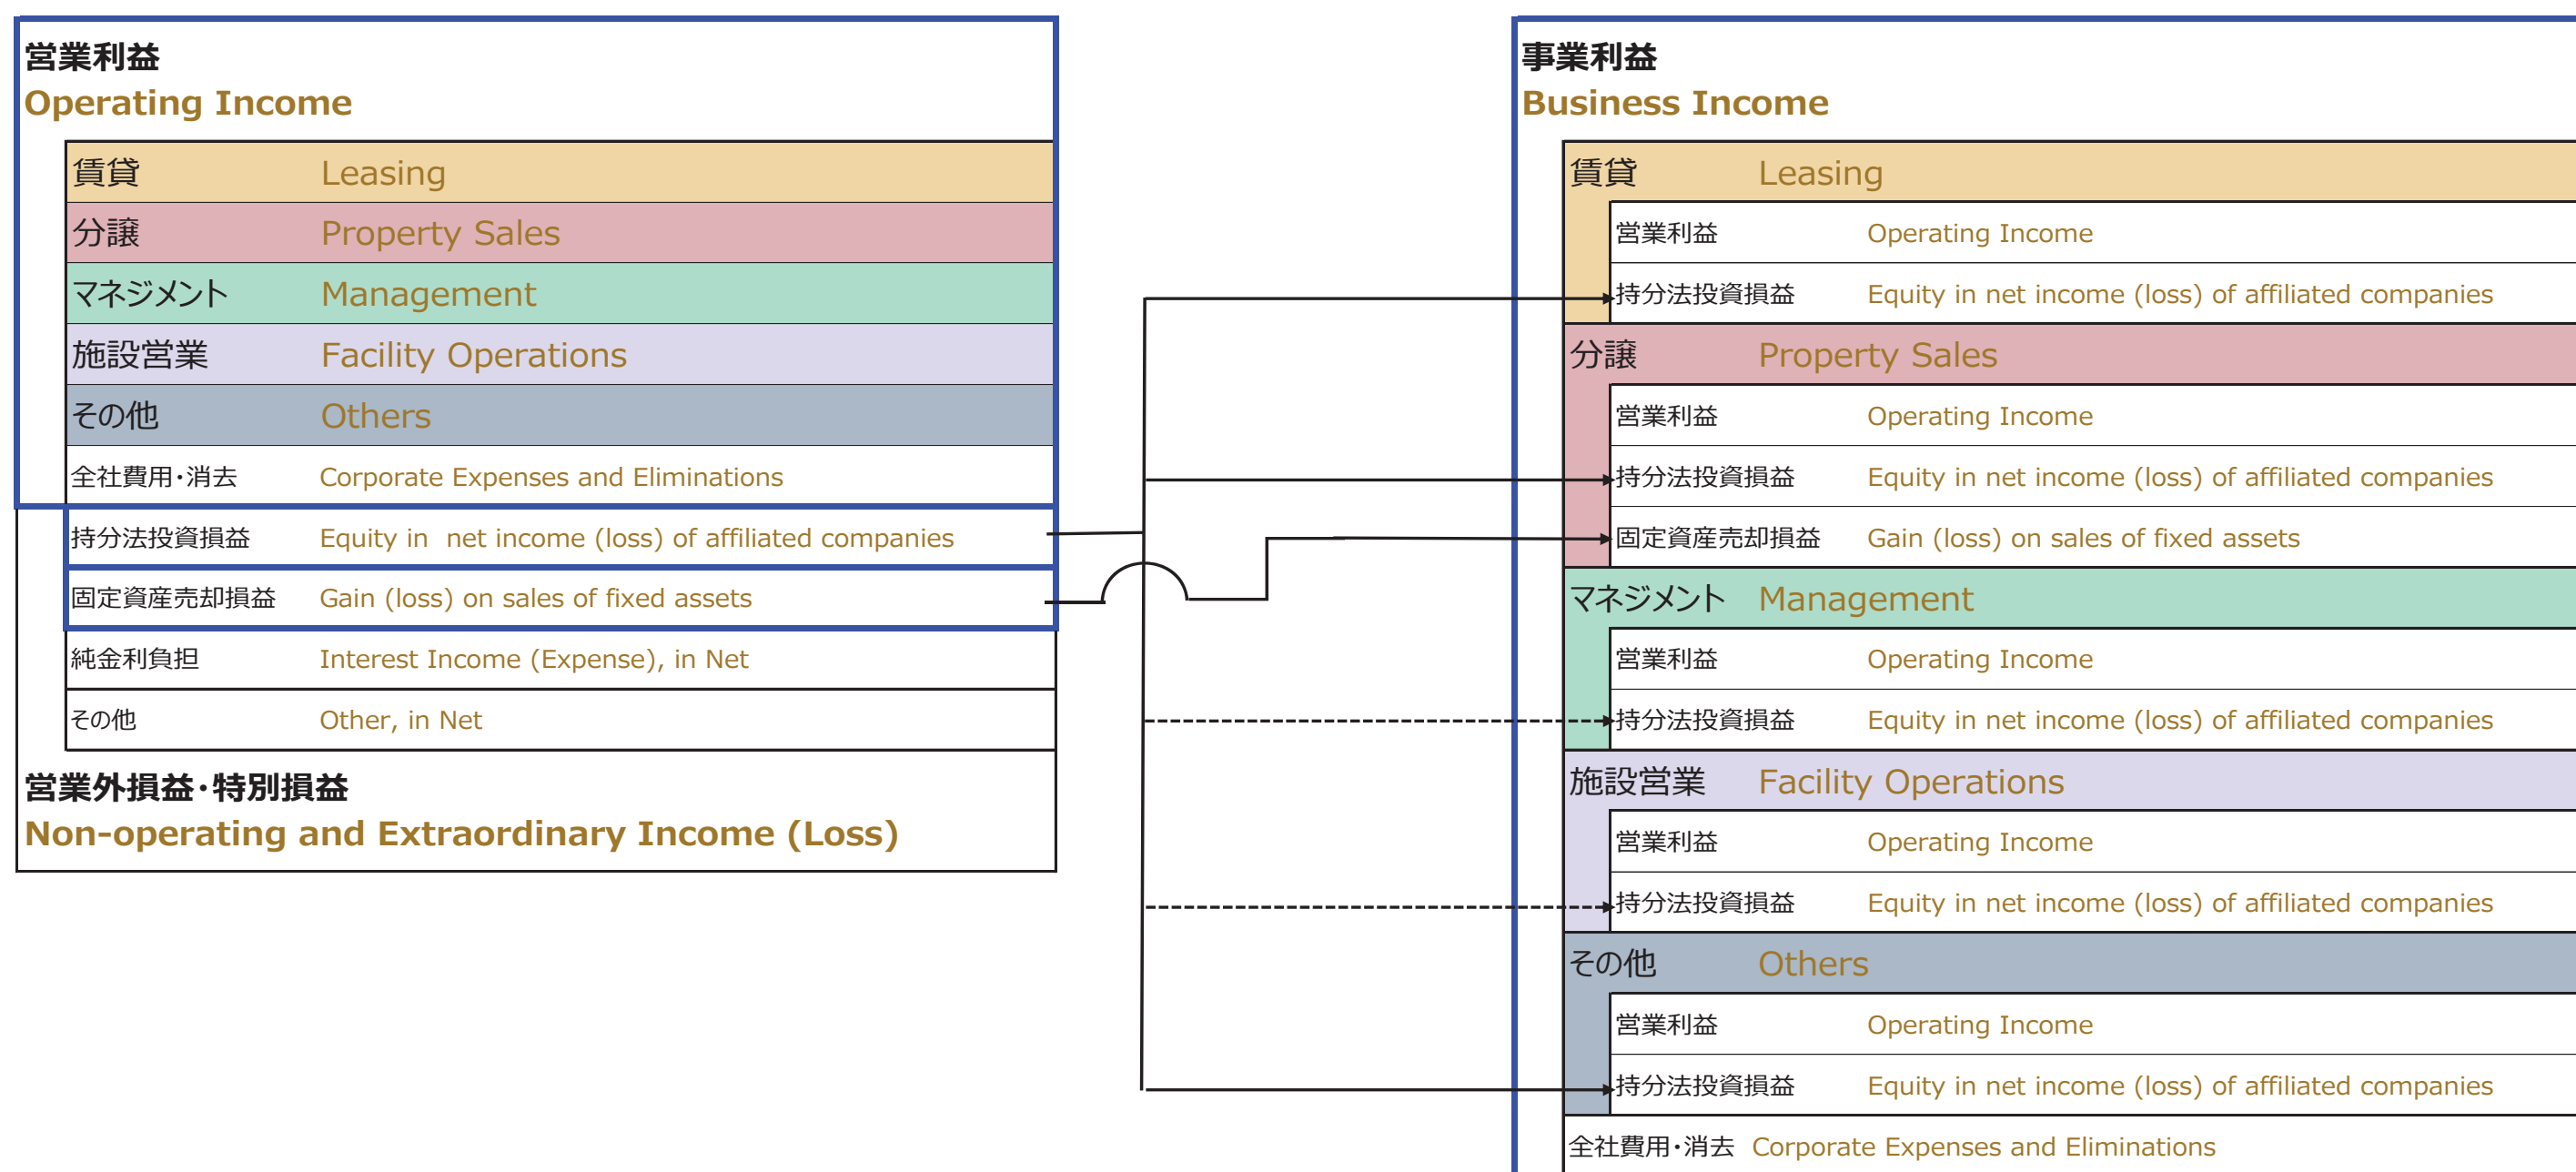 営業利益
Operating Income
賃貸 Leasing
分譲 Property Sales
マネジメント Management
施設営業 Facility Operations
その他 Others
全社費用・消去 Corporate Expenses and Eliminations
持分法投資損益 Equity in net income (loss) of affiliated companies
固定資産売却損益 Gain (loss) on sales of fixed assets
純金利負担 Interest Income (Expense), in Net
その他 Other, in Net
営業外損益・特別損益
Non-operating and Extraordinary Income (Loss)
事業利益
Business Income
賃貸 Leasing
営業利益 Operating Income
持分法投資損益 Equity in net income (loss) of affiliated companies
分譲 Property Sales
営業利益 Operating Income
持分法投資損益 Equity in net income (loss) of affiliated companies
固定資産売却損益 Gain (loss) on sales of fixed assets
マネジメント Management
営業利益 Operating Income
持分法投資損益 Equity in net income (loss) of affiliated companies
施設営業 Facility Operations
営業利益 Operating Income
持分法投資損益 Equity in net income (loss) of affiliated companies
その他 Others
営業利益 Operating Income
持分法投資損益 Equity in net income (loss) of affiliated companies
全社費用・消去 Corporate Expenses and Eliminations